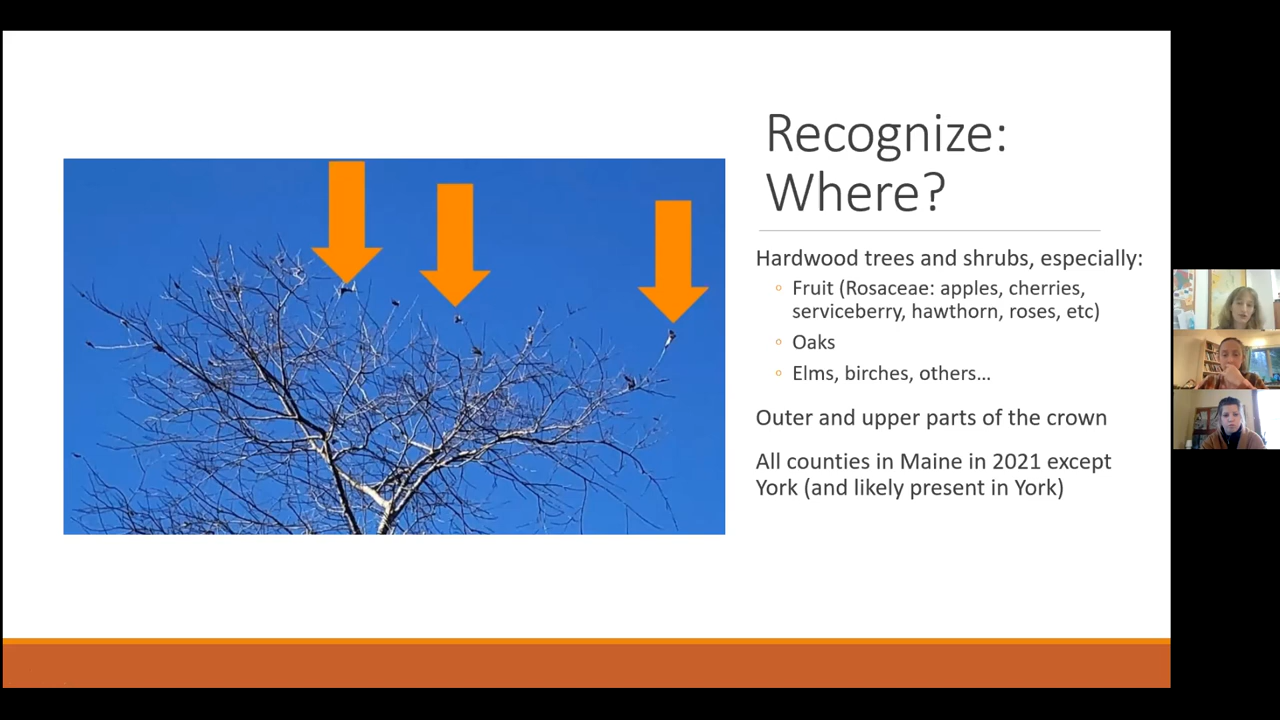 Recognize:
Where?
Hardwood trees and shrubs, especially:
Fruit (Rosaceae: apples, cherries,
serviceberry, hawthorn, roses, etc)
Oaks
Elms, birches, others…
Outer and upper parts of the crown
All counties in Maine in 2021 except
York (and likely present in York)